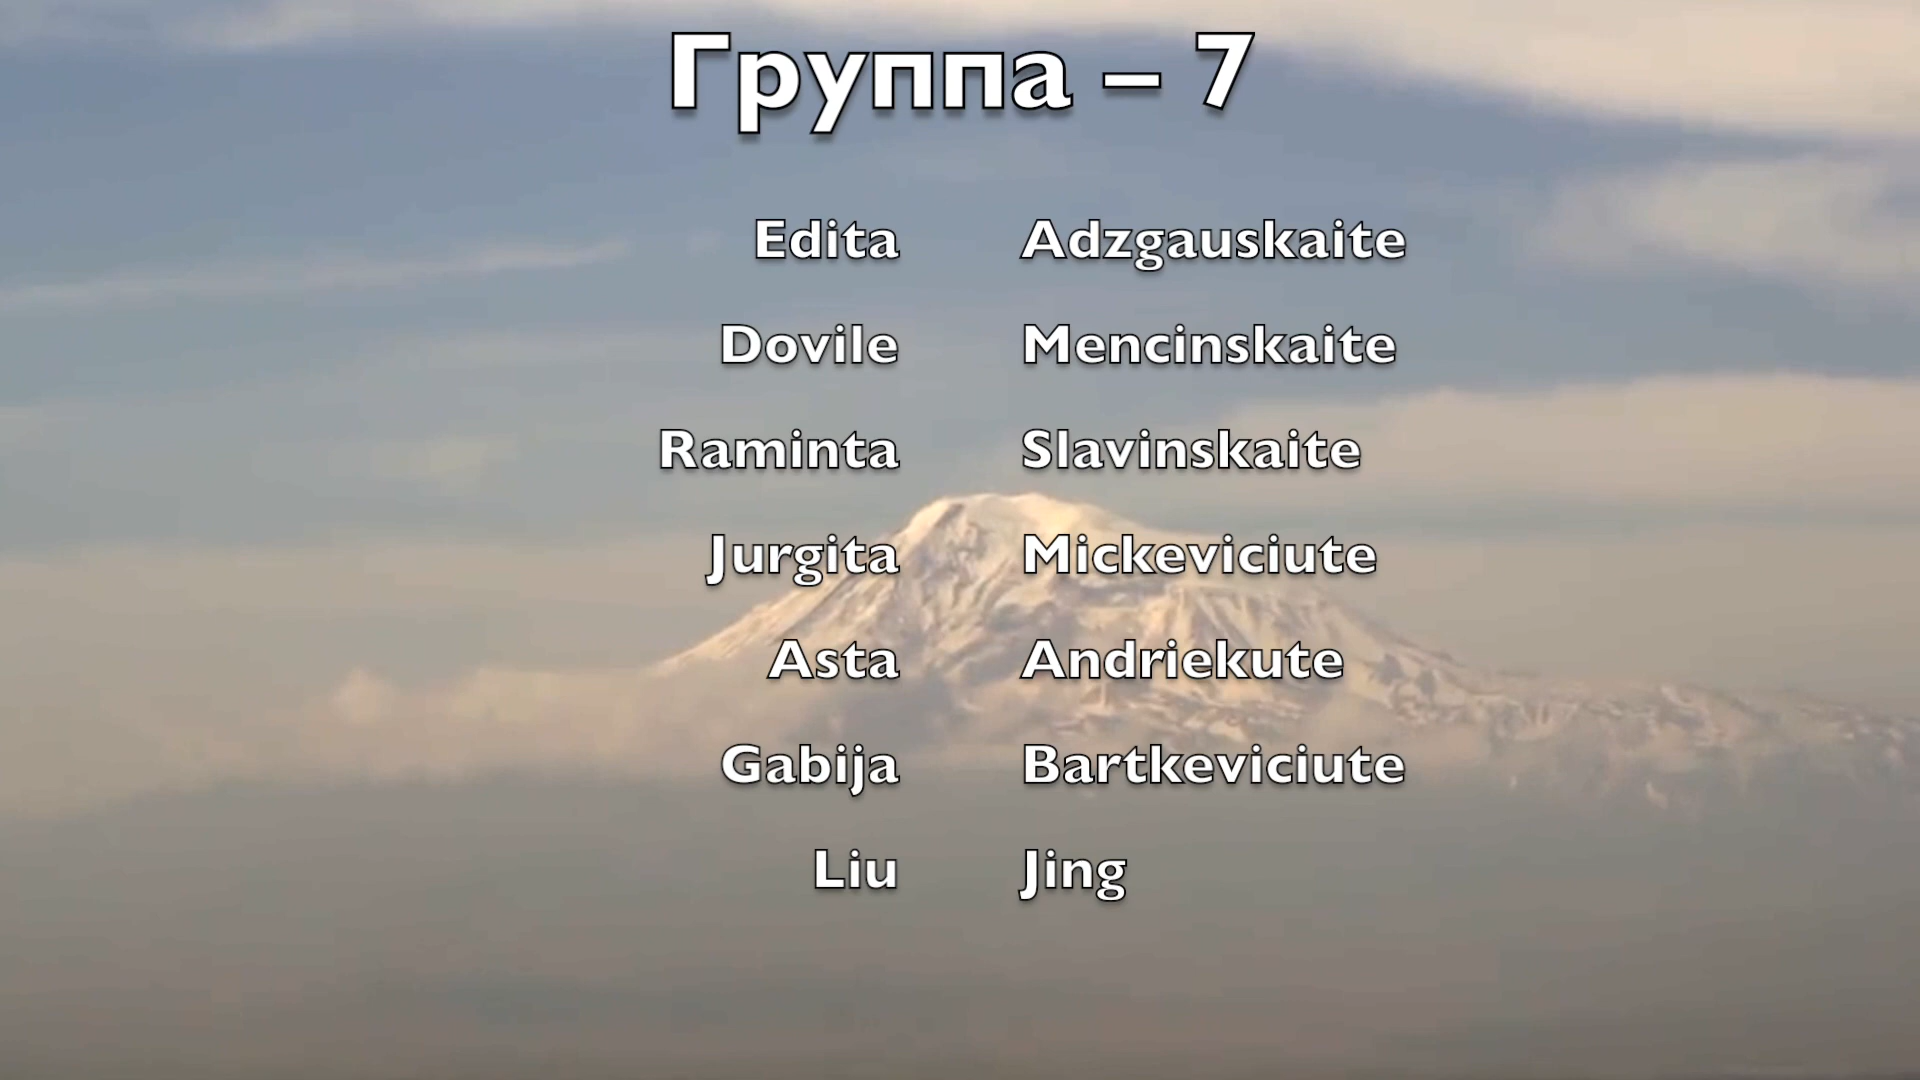 Группа – 7
Edita Adzgauskaite
Dovile Mencinskaite
Raminta Slavinskaite
Jurgita Mickeviciute
Asta Andriekute
Gabija Bartkeviciute
Liu Jing